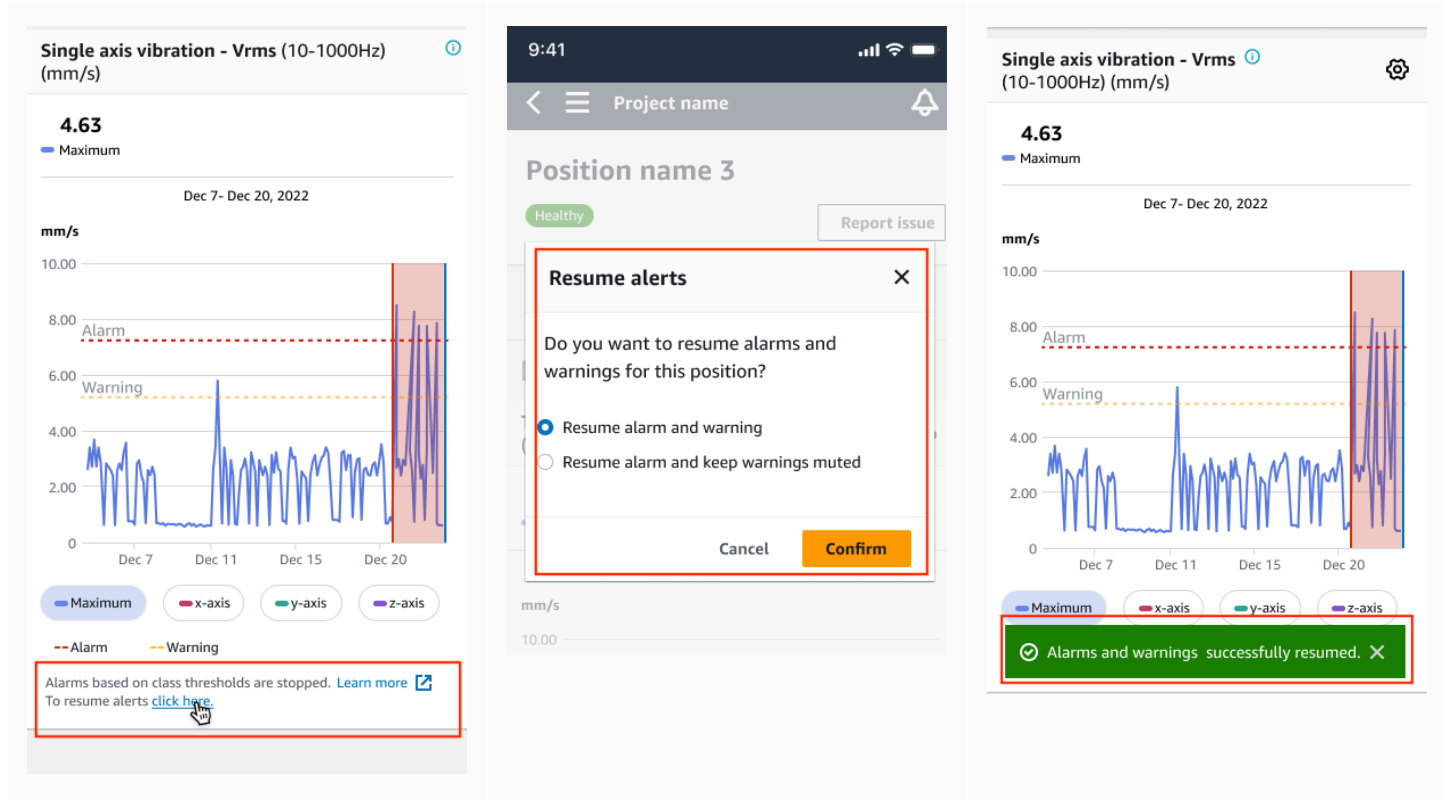 Single axis vibration - Vrms (10-1000Hz)
(mm/s)
4.63
Maximum
Dec 7- Dec 20, 2022
mm/s
10.00
8.00
Alarm
6.00
Warning
4.00
2.00
0
Dec 7 Dec 11 Dec 15 Dec 20
Maximum x-axis y-axis z-axis
Alarm Warning
Alarms based on class thresholds are stopped. Learn more
To resume alerts click here.
9:41
Project name
Position name 3
Healthy
Report issue
Resume alerts
Do you want to resume alarms and
warnings for this position?
Resume alarm and warning
Resume alarm and keep warnings muted
Cancel Confirm
mm/s
10.00
Single axis vibration - Vrms
(10-1000Hz) (mm/s)
4.63
Maximum
Dec 7- Dec 20, 2022
mm/s
10.00
8.00
Alarm
6.00
Warning
4.00
2.00
0
Dec 7 Dec 11 Dec 15 Dec 20
Maximum x-axis y-axis z-axis
Alarms and warnings successfully resumed.